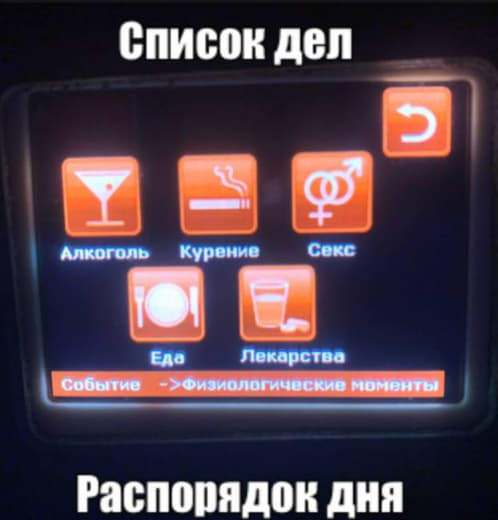 Список дел
Алкоголь Курение Секс
Еда Лекарства
Событие ->Физиологические моменты
Распорядок дня